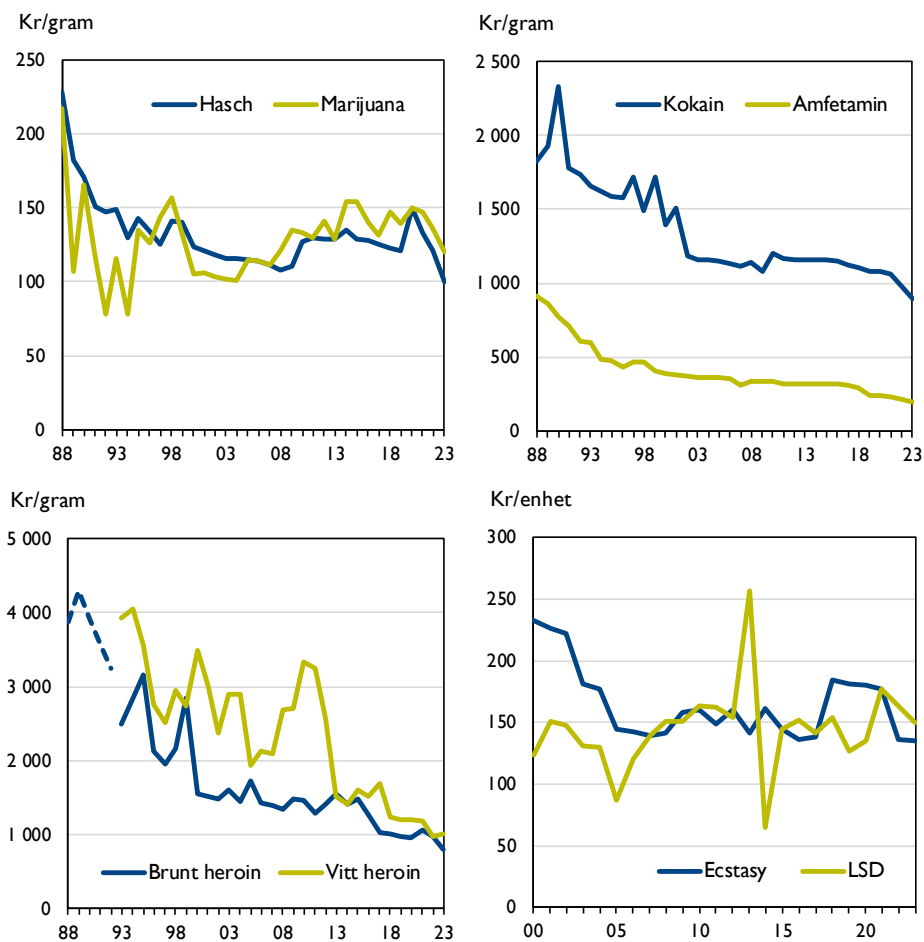 Kr/gram
250
Hasch Marijuana
200
150
100
50
0
88 93 98 03 08 13 18 23
Kr/gram
2 500
Kokain Amfetamin
2 000
1 500
1 000
500
0
88 93 98 03 08 13 18 23
Kr/gram
5 000
4 000
3 000
2 000
1 000
Brunt heroin Vitt heroin
0
88 93 98 03 08 13 18 23
Kr/enhet
300
250
200
150
100
50
Ecstasy LSD
0
00 05 10 15 20